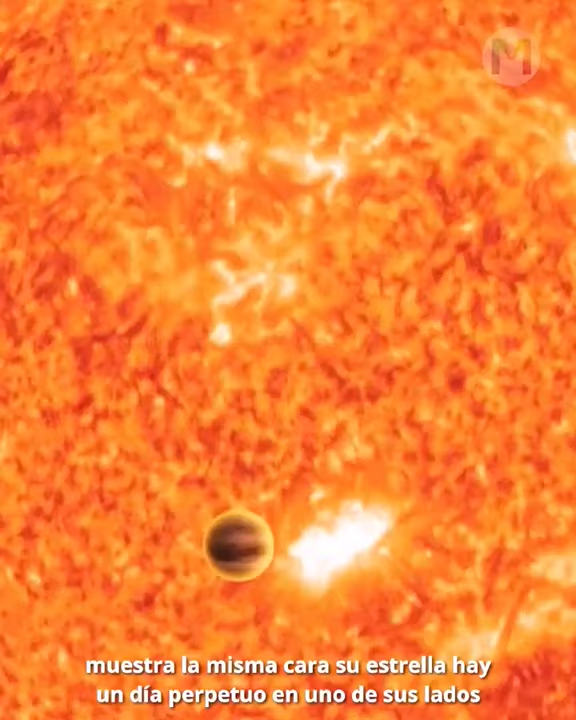 M
muestra la misma cara su estrella hay
un día perpetuo en uno de sus lados